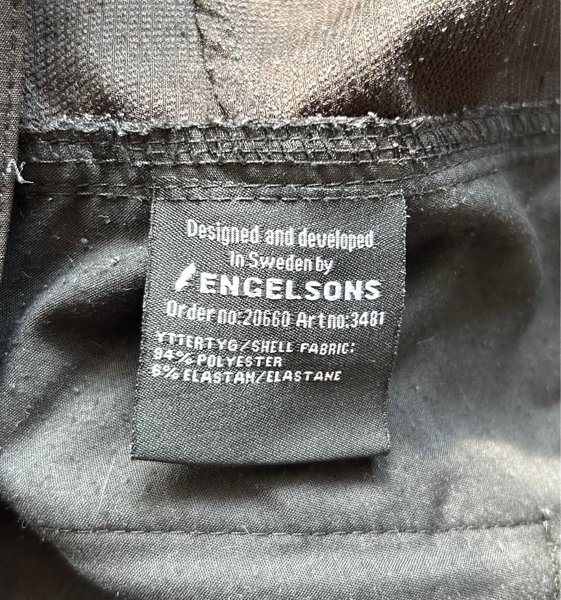 Designed and developed
in Sweden by
ENGELSONS
Order no:20660 Art no:3481
YTTERTYG/SHELL FABRIC:
94% POLYESTER
6% ELASTAN/ELASTANE